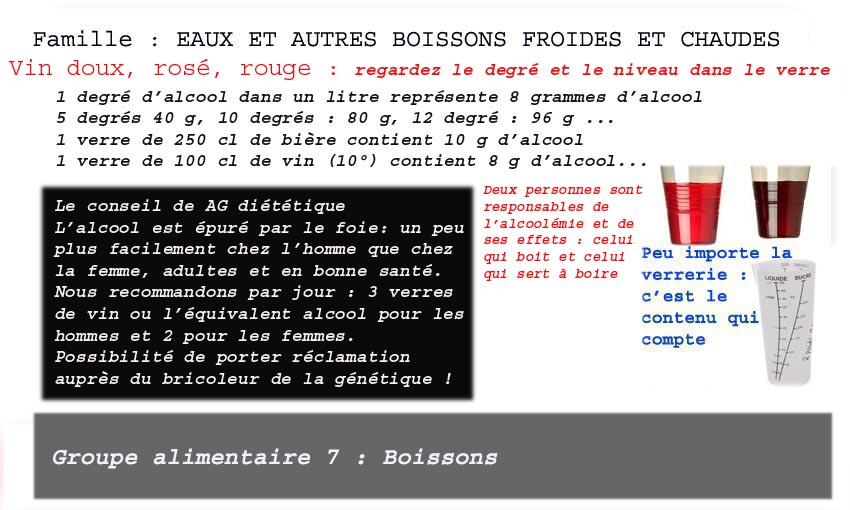 Famille : EAUX ET AUTRES BOISSONS FROIDES ET CHAUDES
Vin doux, rosé, rouge : regardez le degré et le niveau dans le verre
1 degré d’alcool dans un litre représente 8 grammes d’alcool
5 degrés 40 g, 10 degrés : 80 g, 12 degré : 96 g ...
1 verre de 250 cl de bière contient 10 g d’alcool
1 verre de 100 cl de vin (10°) contient 8 g d’alcool...
Le conseil de AG diététique
L’alcool est épuré par le foie: un peu
plus facilement chez l’homme que chez
la femme, adultes et en bonne santé.
Nous recommandons par jour : 3 verres
de vin ou l’équivalent alcool pour les
hommes et 2 pour les femmes.
Possibilité de porter réclamation
auprès du bricoleur de la génétique !
Deux personnes sont
responsables de
l’alcoolémie et de
ses effets : celui
qui boit et celui
qui sert à boire
Peu importe la
verrerie :
c’est le
contenu qui
compte
LIQUIDE SUCRE
Groupe alimentaire 7 : Boissons